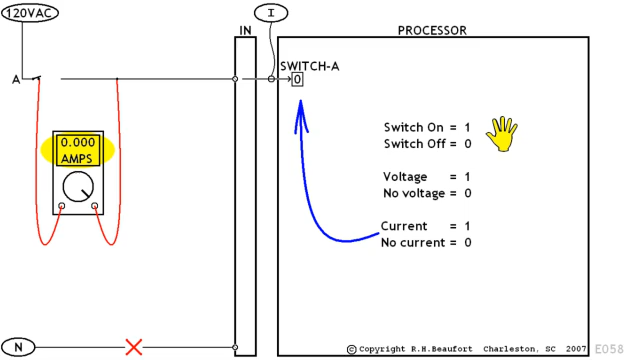 120VAC
I
IN
PROCESSOR
A
SWITCH-A
0
0.000
AMPS
Switch On = 1
Switch Off = 0
Voltage = 1
No voltage = 0
Current = 1
No current = 0
N
© Copyright R.H.Beaufort Charleston, SC 2007
E058